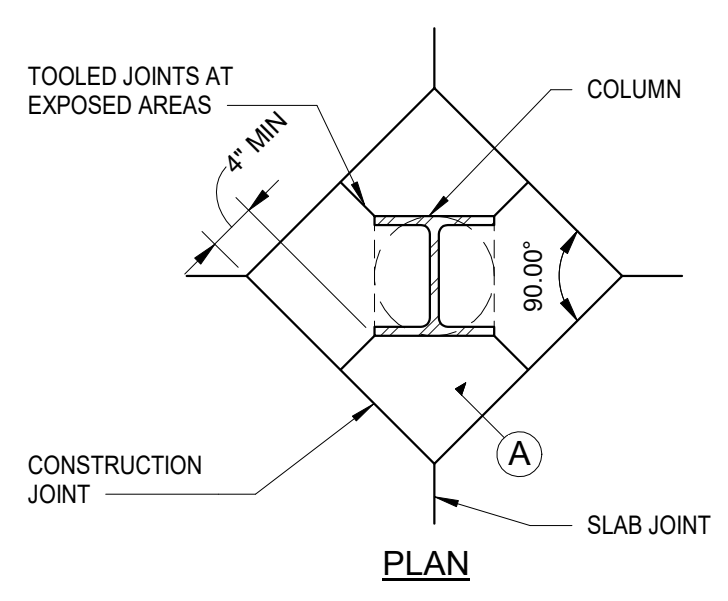 TOOLED JOINTS AT
EXPOSED AREAS
4" MIN
COLUMN
90.00°
A
CONSTRUCTION
JOINT
SLAB JOINT
PLAN